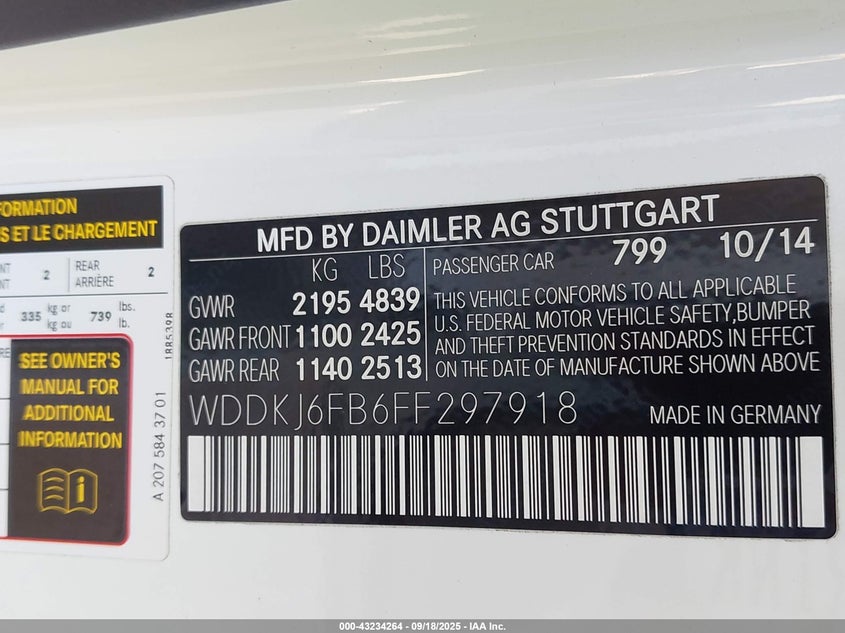 FORMATION
S ET LE CHARGEMENT
NT 2 REAR 2
NT ARRIÈRE
335 kg or 739 lbs.
kg ou lb.
1885398
SEE OWNER'S
MANUAL FOR
ADDITIONAL
INFORMATION
A 207 584 37 01
MFD BY DAIMLER AG STUTTGART
KG LBS
GVWR 2195 4839
GAWR FRONT 1100 2425
GAWR REAR 1140 2513
PASSENGER CAR 799 10/14
THIS VEHICLE CONFORMS TO ALL APPLICABLE
U.S. FEDERAL MOTOR VEHICLE SAFETY,BUMPER
AND THEFT PREVENTION STANDARDS IN EFFECT
ON THE DATE OF MANUFACTURE SHOWN ABOVE
WDDKJ6FB6FF297918 MADE IN GERMANY
000-43234264 - 09/18/2025 - IAA Inc.